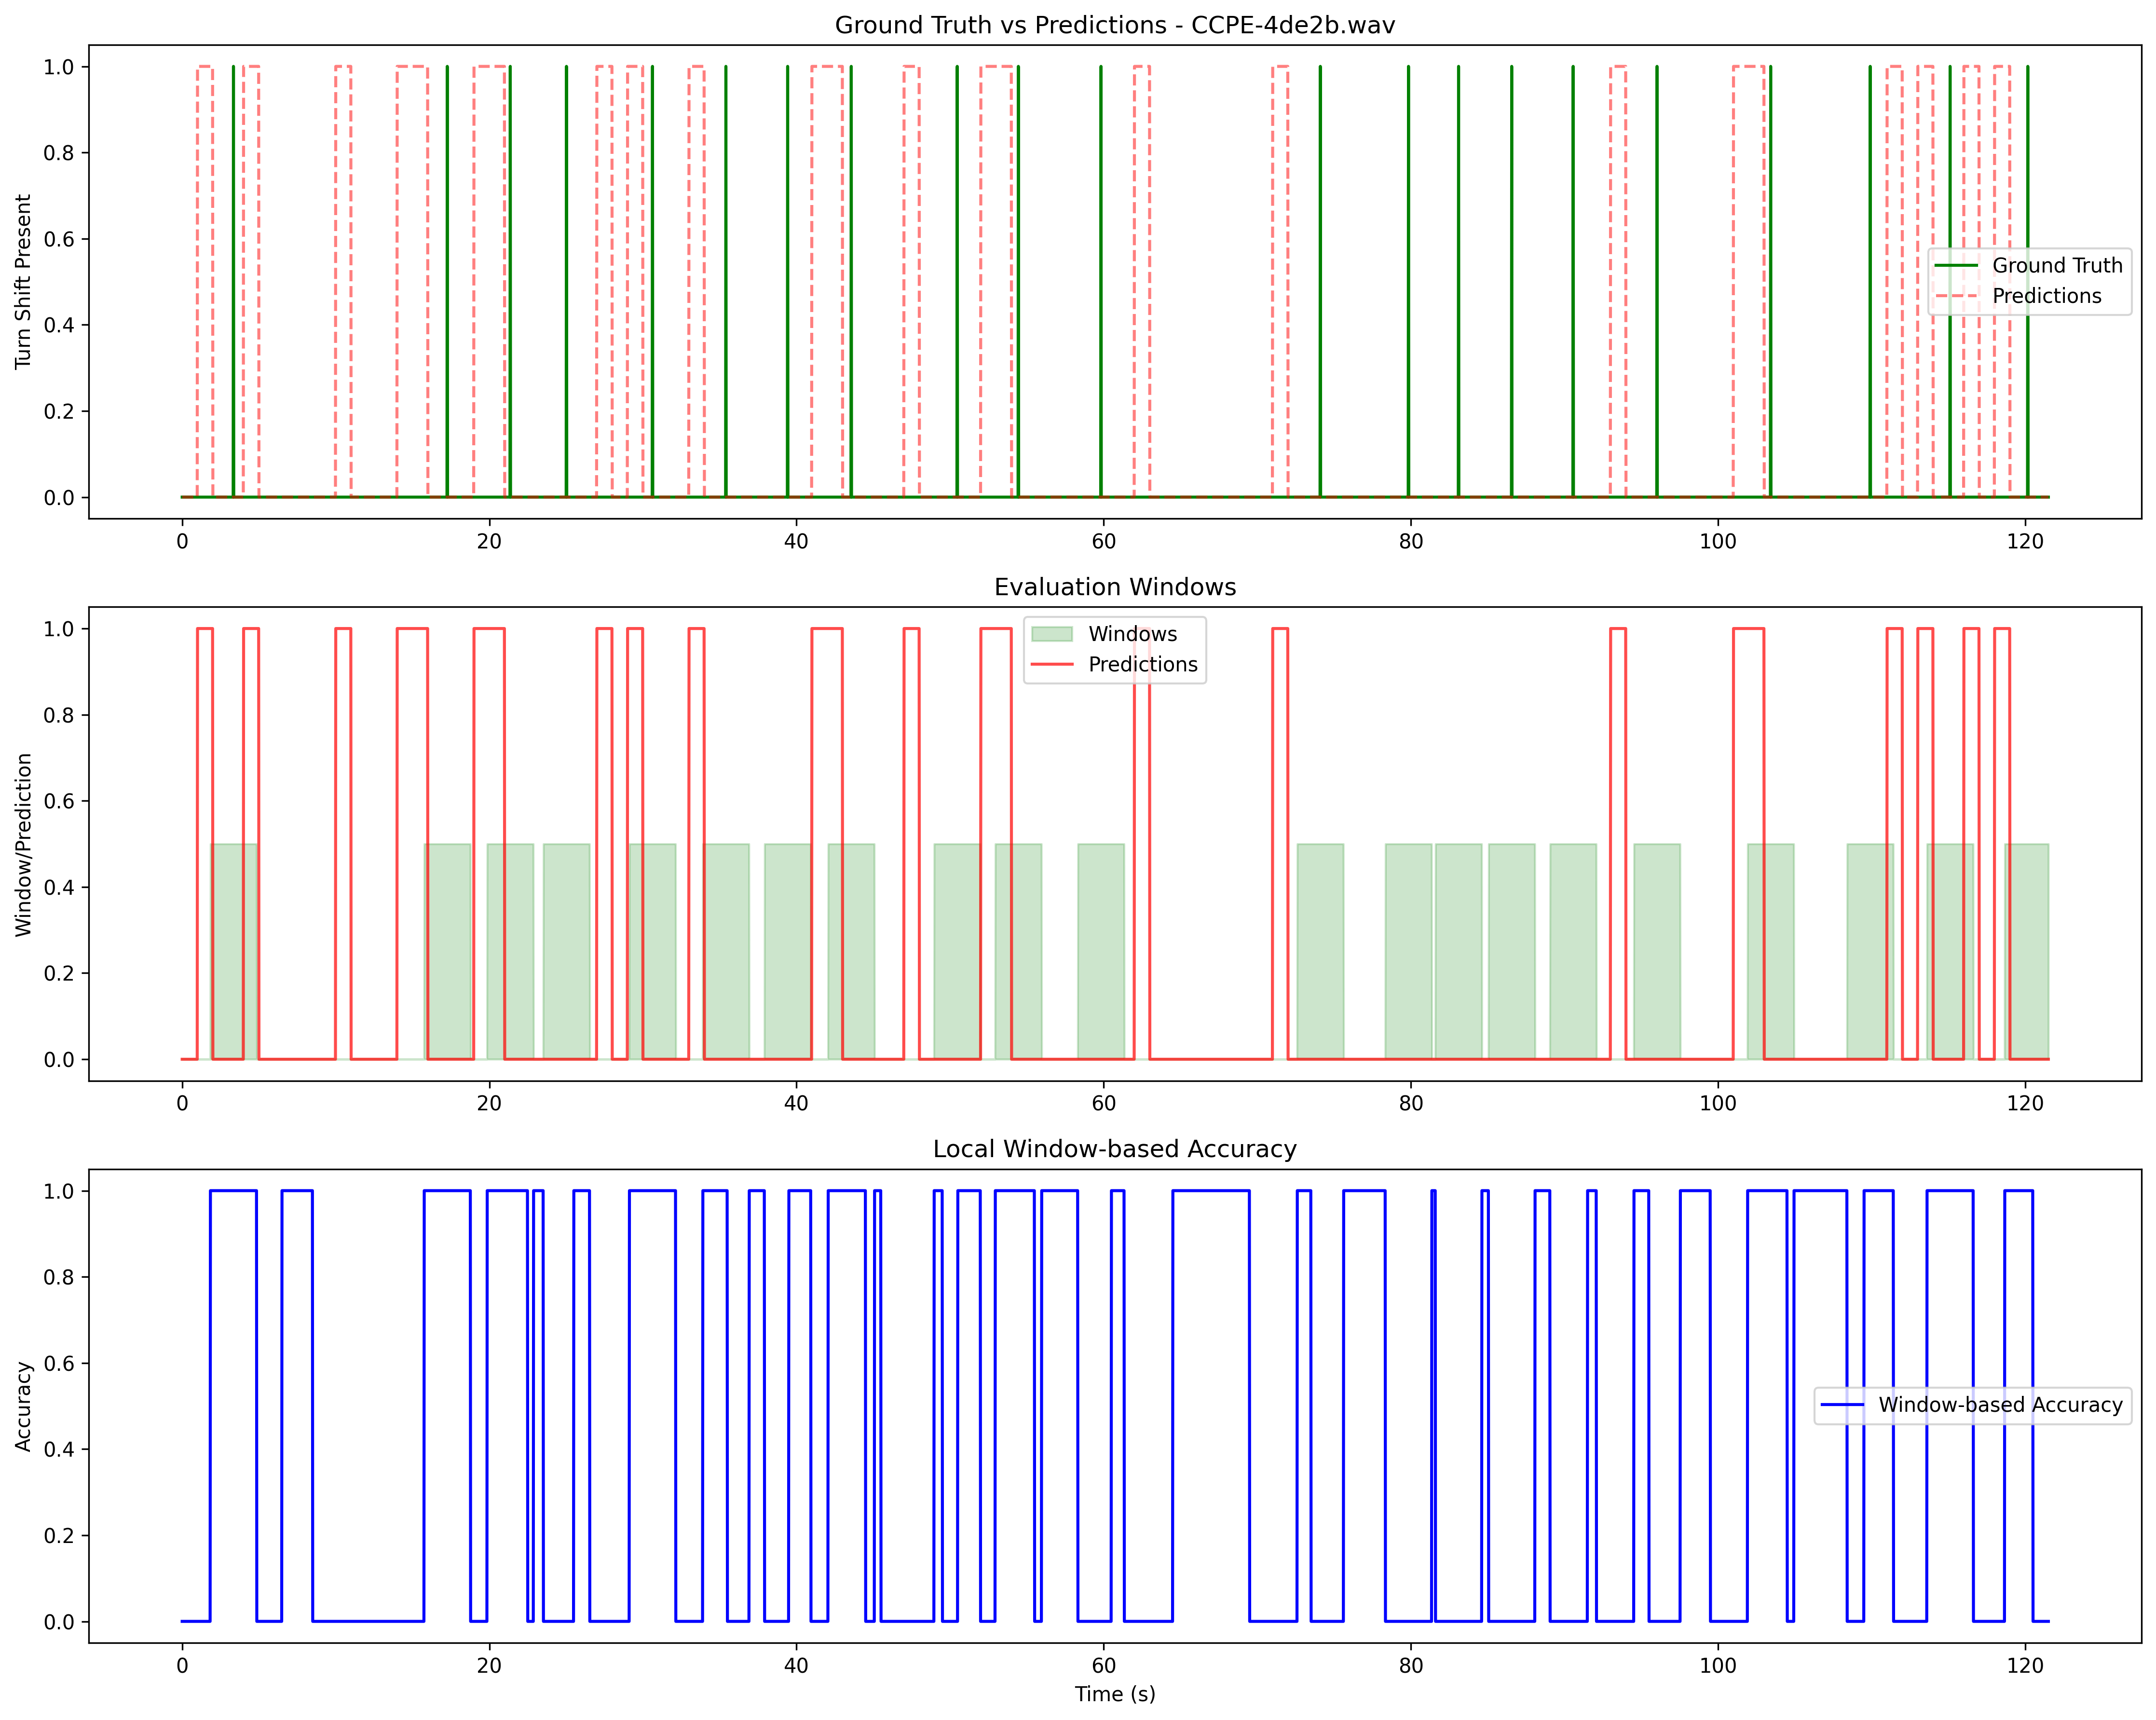 Ground Truth vs Predictions - CCPE-4de2b.wav
1.0
0.8
0.6
0.4
0.2
0.0
Turn Shift Present
Ground Truth
Predictions
0 20 40 60 80 100 120
Evaluation Windows
1.0
0.8
0.6
0.4
0.2
0.0
Window/Prediction
Windows
Predictions
0 20 40 60 80 100 120
Local Window-based Accuracy
1.0
0.8
0.6
0.4
0.2
0.0
Accuracy
Window-based Accuracy
0 20 40 60 80 100 120
Time (s)